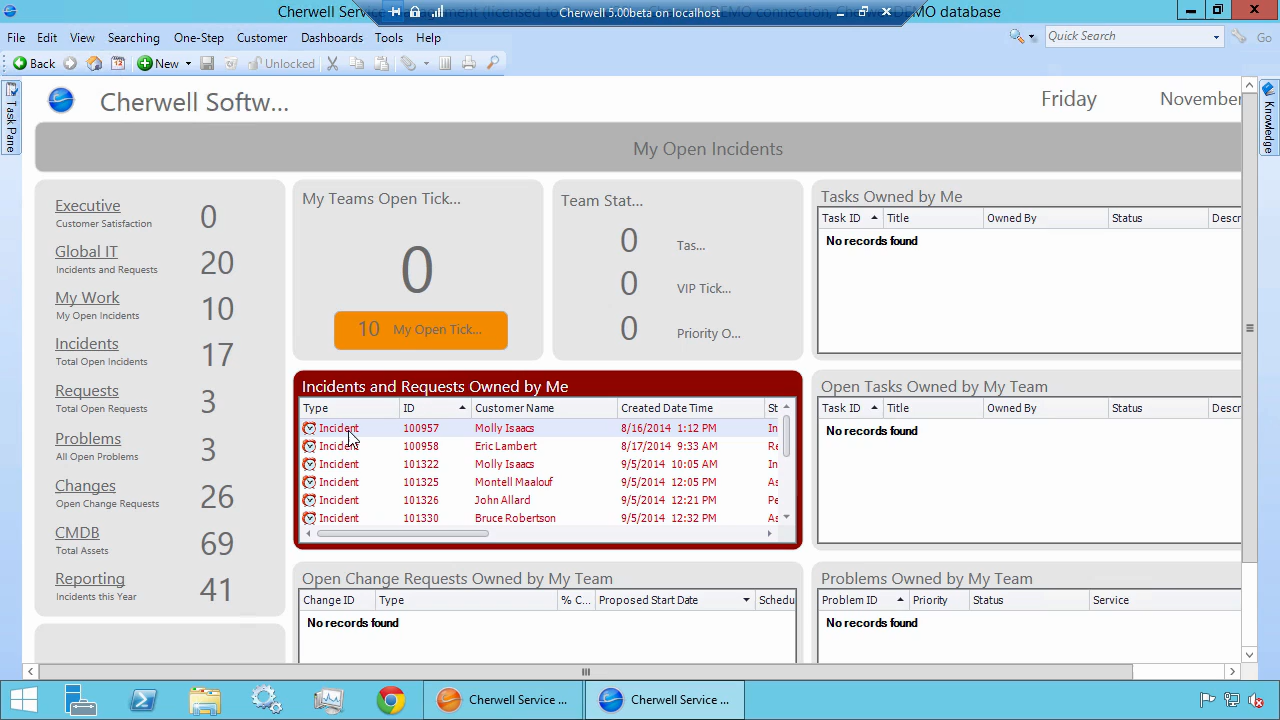 Cherwell Service Management (licensed to
Cherwell 5.00beta on localhost
DEMO connection, Cherwell DEMO database
File Edit View Searching One-Step Customer Dashboards Tools Help
Quick Search Go
Back New Unlocked
Task Pane
Knowledge
Cherwell Softw...
Friday November
My Open Incidents
Executive 0
Customer Satisfaction
Global IT 20
Incidents and Requests
My Work 10
My Open Incidents
Incidents 17
Total Open Incidents
Requests 3
Total Open Requests
Problems 3
All Open Problems
Changes 26
Open Change Requests
CMDB 69
Total Assets
Reporting 41
Incidents this Year
My Teams Open Tick...
0
10 My Open Tick...
Team Stat...
0 Tas...
0 VIP Tick...
0 Priority O...
Tasks Owned by Me
Task ID Title Owned By Status Descr
No records found
Incidents and Requests Owned by Me
Type ID Customer Name Created Date Time St
Incident 100957 Molly Isaacs 8/16/2014 1:12 PM In
Incident 100958 Eric Lambert 8/17/2014 9:33 AM Re
Incident 101322 Molly Isaacs 9/5/2014 10:05 AM In
Incident 101325 Montell Maalouf 9/5/2014 12:05 PM As
Incident 101326 John Allard 9/5/2014 12:21 PM Pe
Incident 101330 Bruce Robertson 9/5/2014 12:32 PM As
Open Tasks Owned by My Team
Task ID Title Owned By Status Descr
No records found
Open Change Requests Owned by My Team
Change ID Type % C... Proposed Start Date Schedu
No records found
Problems Owned by My Team
Problem ID Priority Status Service
No records found
Cherwell Service ...
Cherwell Service ...